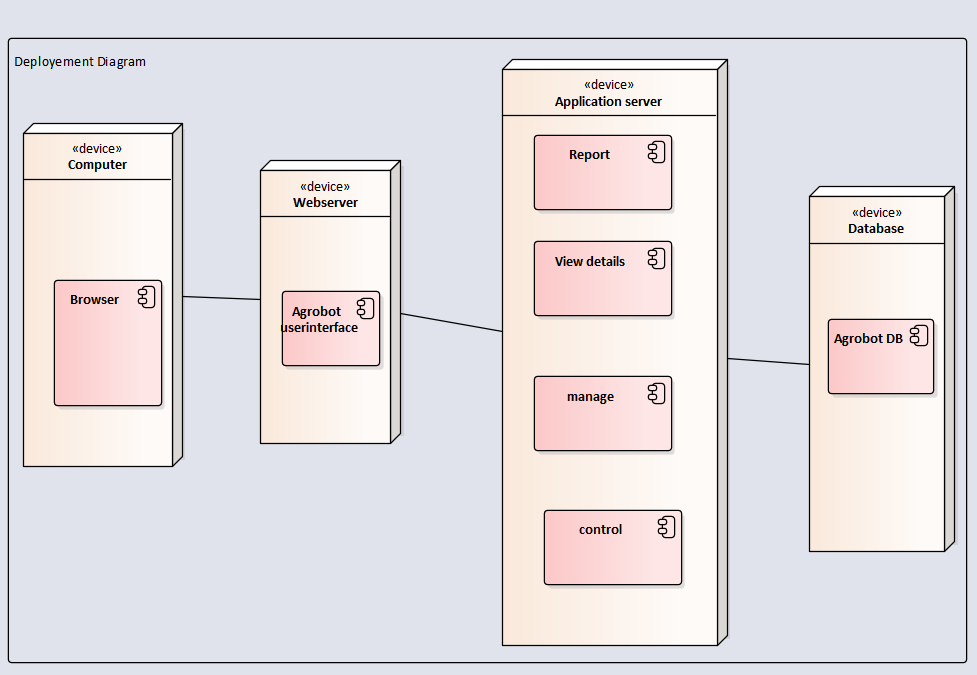 Deployement Diagram
«device»
Computer
Browser
«device»
Webserver
Agrobot
userinterface
«device»
Application server
Report
View details
manage
control
«device»
Database
Agrobot DB